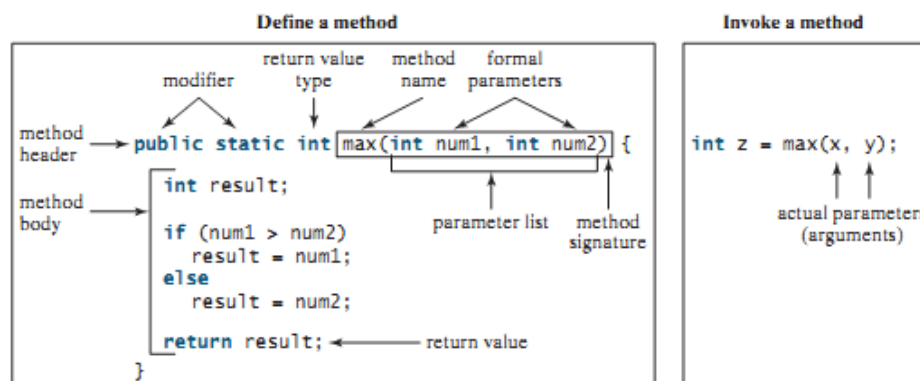 Define a method
Invoke a method
return value type
method name
formal parameters
modifier
method header
public static int max(int num1, int num2) {
int z = max(x, y);
method body
int result;
parameter list
method signature
actual parameters
(arguments)
if (num1 > num2)
result = num1;
else
result = num2;
return result;
return value
}